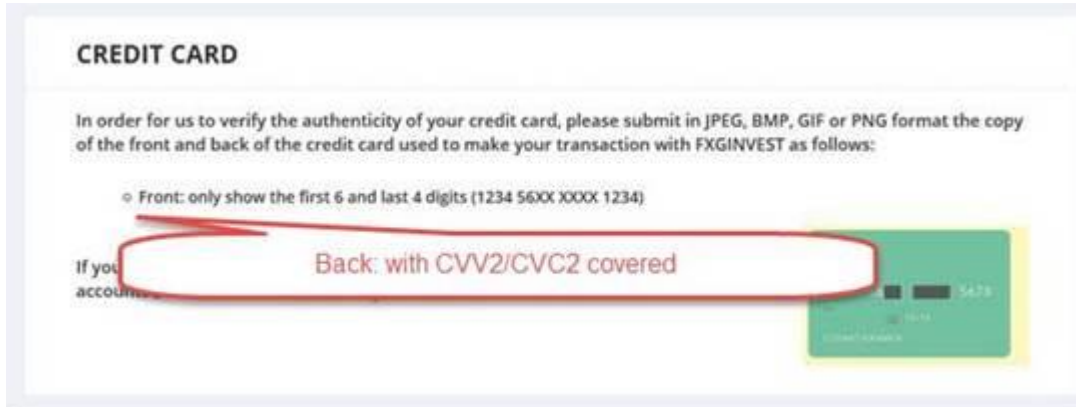 CREDIT CARD
In order for us to verify the authenticity of your credit card, please submit in JPEG, BMP, GIF or PNG format the copy
of the front and back of the credit card used to make your transaction with FXGINVEST as follows:
Front: only show the first 6 and last 4 digits (1234 56XX XXXX 1234)
Back: with CVV2/CVC2 covered
If you
5678